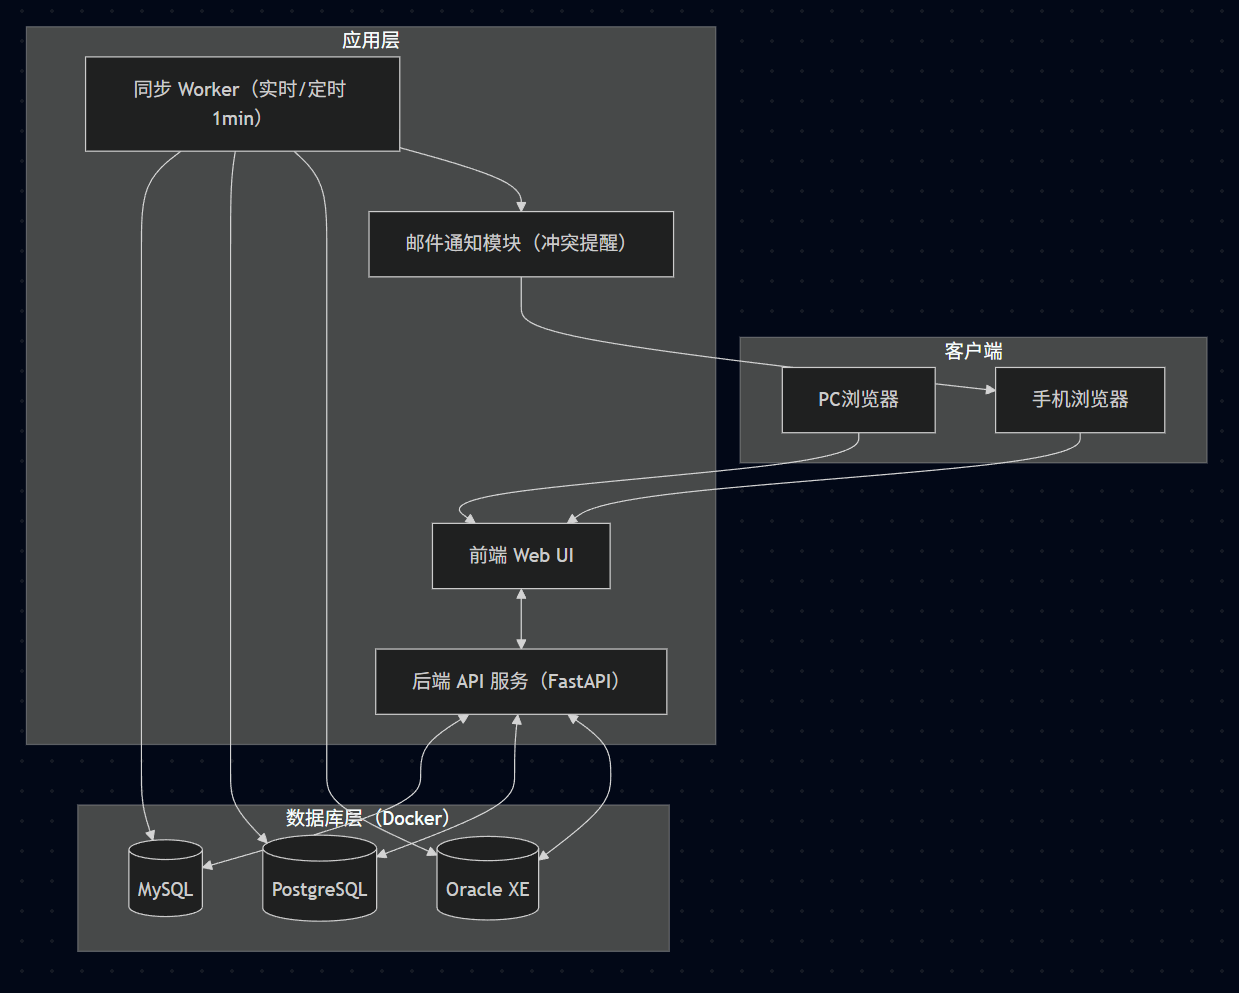 应用层
同步 Worker（实时/定时
1min）
邮件通知模块（冲突提醒）
客户端
PC浏览器
手机浏览器
前端 Web UI
后端 API 服务（FastAPI）
数据库层（Docker）
MySQL
PostgreSQL
Oracle XE